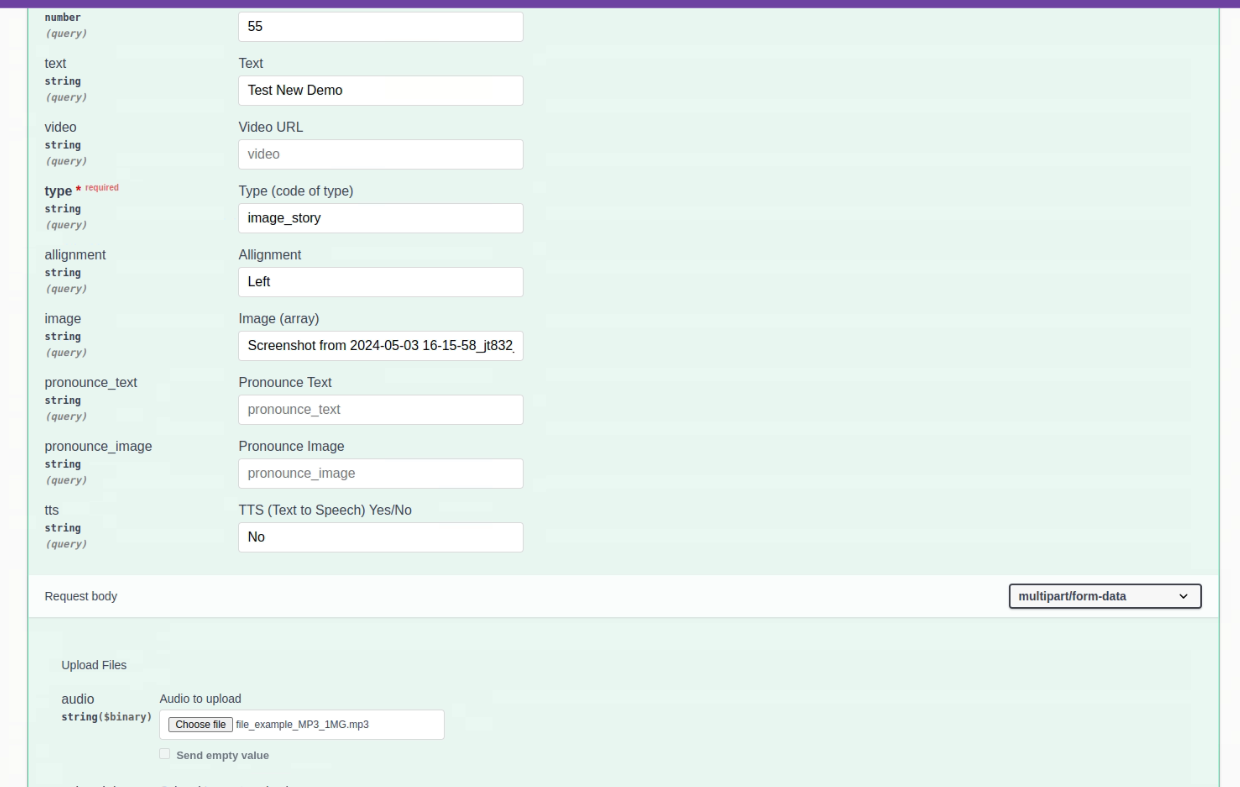 number
55
(query)
text
Text
string
Test New Demo
(query)
video
Video URL
string
video
(query)
type * required
Type (code of type)
string
image_story
(query)
allignment
Allignment
string
Left
(query)
image
Image (array)
string
Screenshot from 2024-05-03 16-15-58_jt832_
(query)
pronounce_text
Pronounce Text
string
pronounce_text
(query)
pronounce_image
Pronounce Image
string
pronounce_image
(query)
tts
TTS (Text to Speech) Yes/No
string
No
(query)
Request body
multipart/form-data
Upload Files
audio
Audio to upload
string($binary)
Choose file file_example_MP3_1MG.mp3
Send empty value